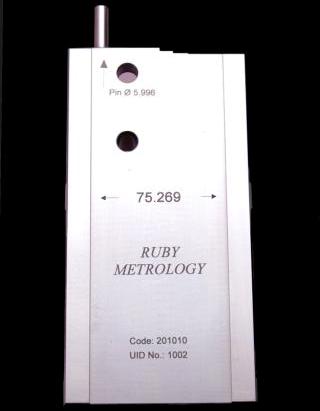 Pin Ø 5.996
75.269
RUBY
METROLOGY
Code: 201010
UID No.: 1002